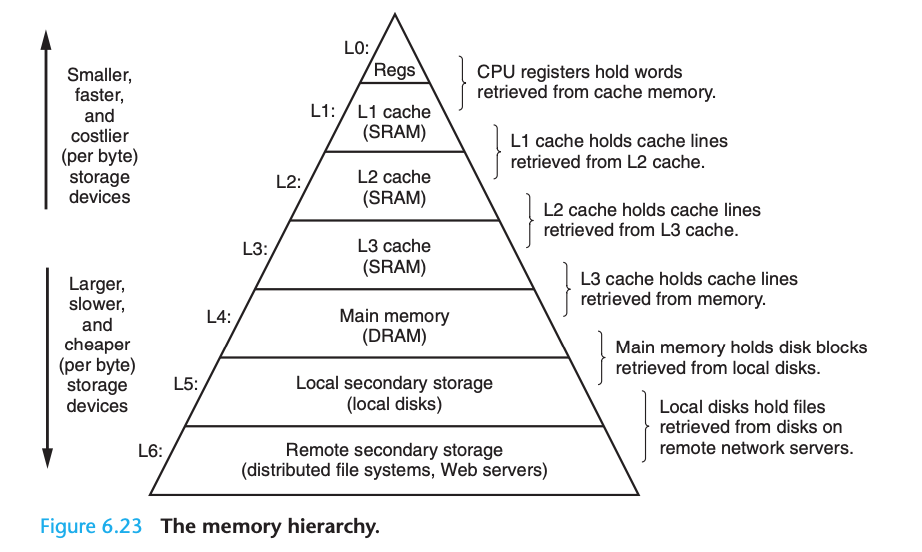 L0:
Regs
CPU registers hold words
retrieved from cache memory.
Smaller,
faster,
and
costlier
(per byte)
storage
devices
L1:
L1 cache
(SRAM)
L1 cache holds cache lines
retrieved from L2 cache.
L2:
L2 cache
(SRAM)
L2 cache holds cache lines
retrieved from L3 cache.
L3:
L3 cache
(SRAM)
L3 cache holds cache lines
retrieved from memory.
Larger,
slower,
and
cheaper
(per byte)
storage
devices
L4:
Main memory
(DRAM)
Main memory holds disk blocks
retrieved from local disks.
L5:
Local secondary storage
(local disks)
Local disks hold files
retrieved from disks on
remote network servers.
L6:
Remote secondary storage
(distributed file systems, Web servers)
Figure 6.23 The memory hierarchy.